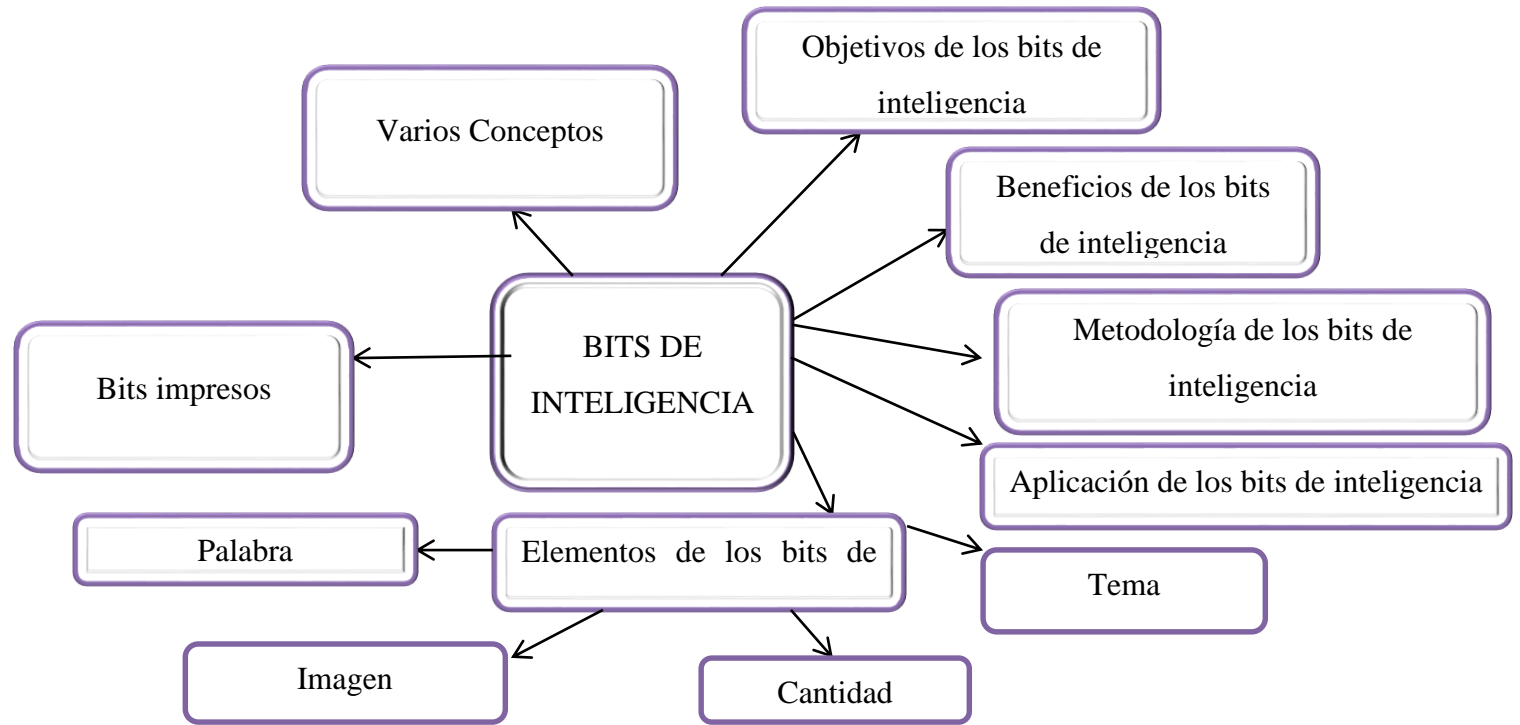 Objetivos de los bits de
inteligencia
Varios Conceptos
Beneficios de los bits
de inteligencia
BITS DE
INTELIGENCIA
Metodología de los bits de
inteligencia
Bits impresos
Aplicación de los bits de inteligencia
Palabra
Elementos de los bits de
Tema
Imagen
Cantidad